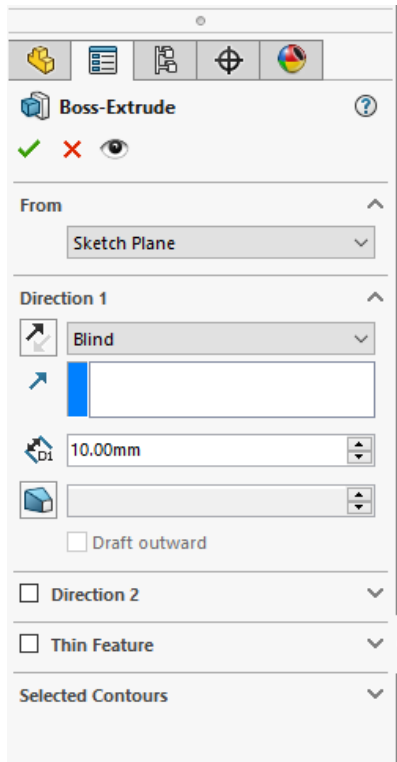 Boss-Extrude
?
From
Sketch Plane
Direction 1
Blind
D1
10.00mm
Draft outward
Direction 2
Thin Feature
Selected Contours